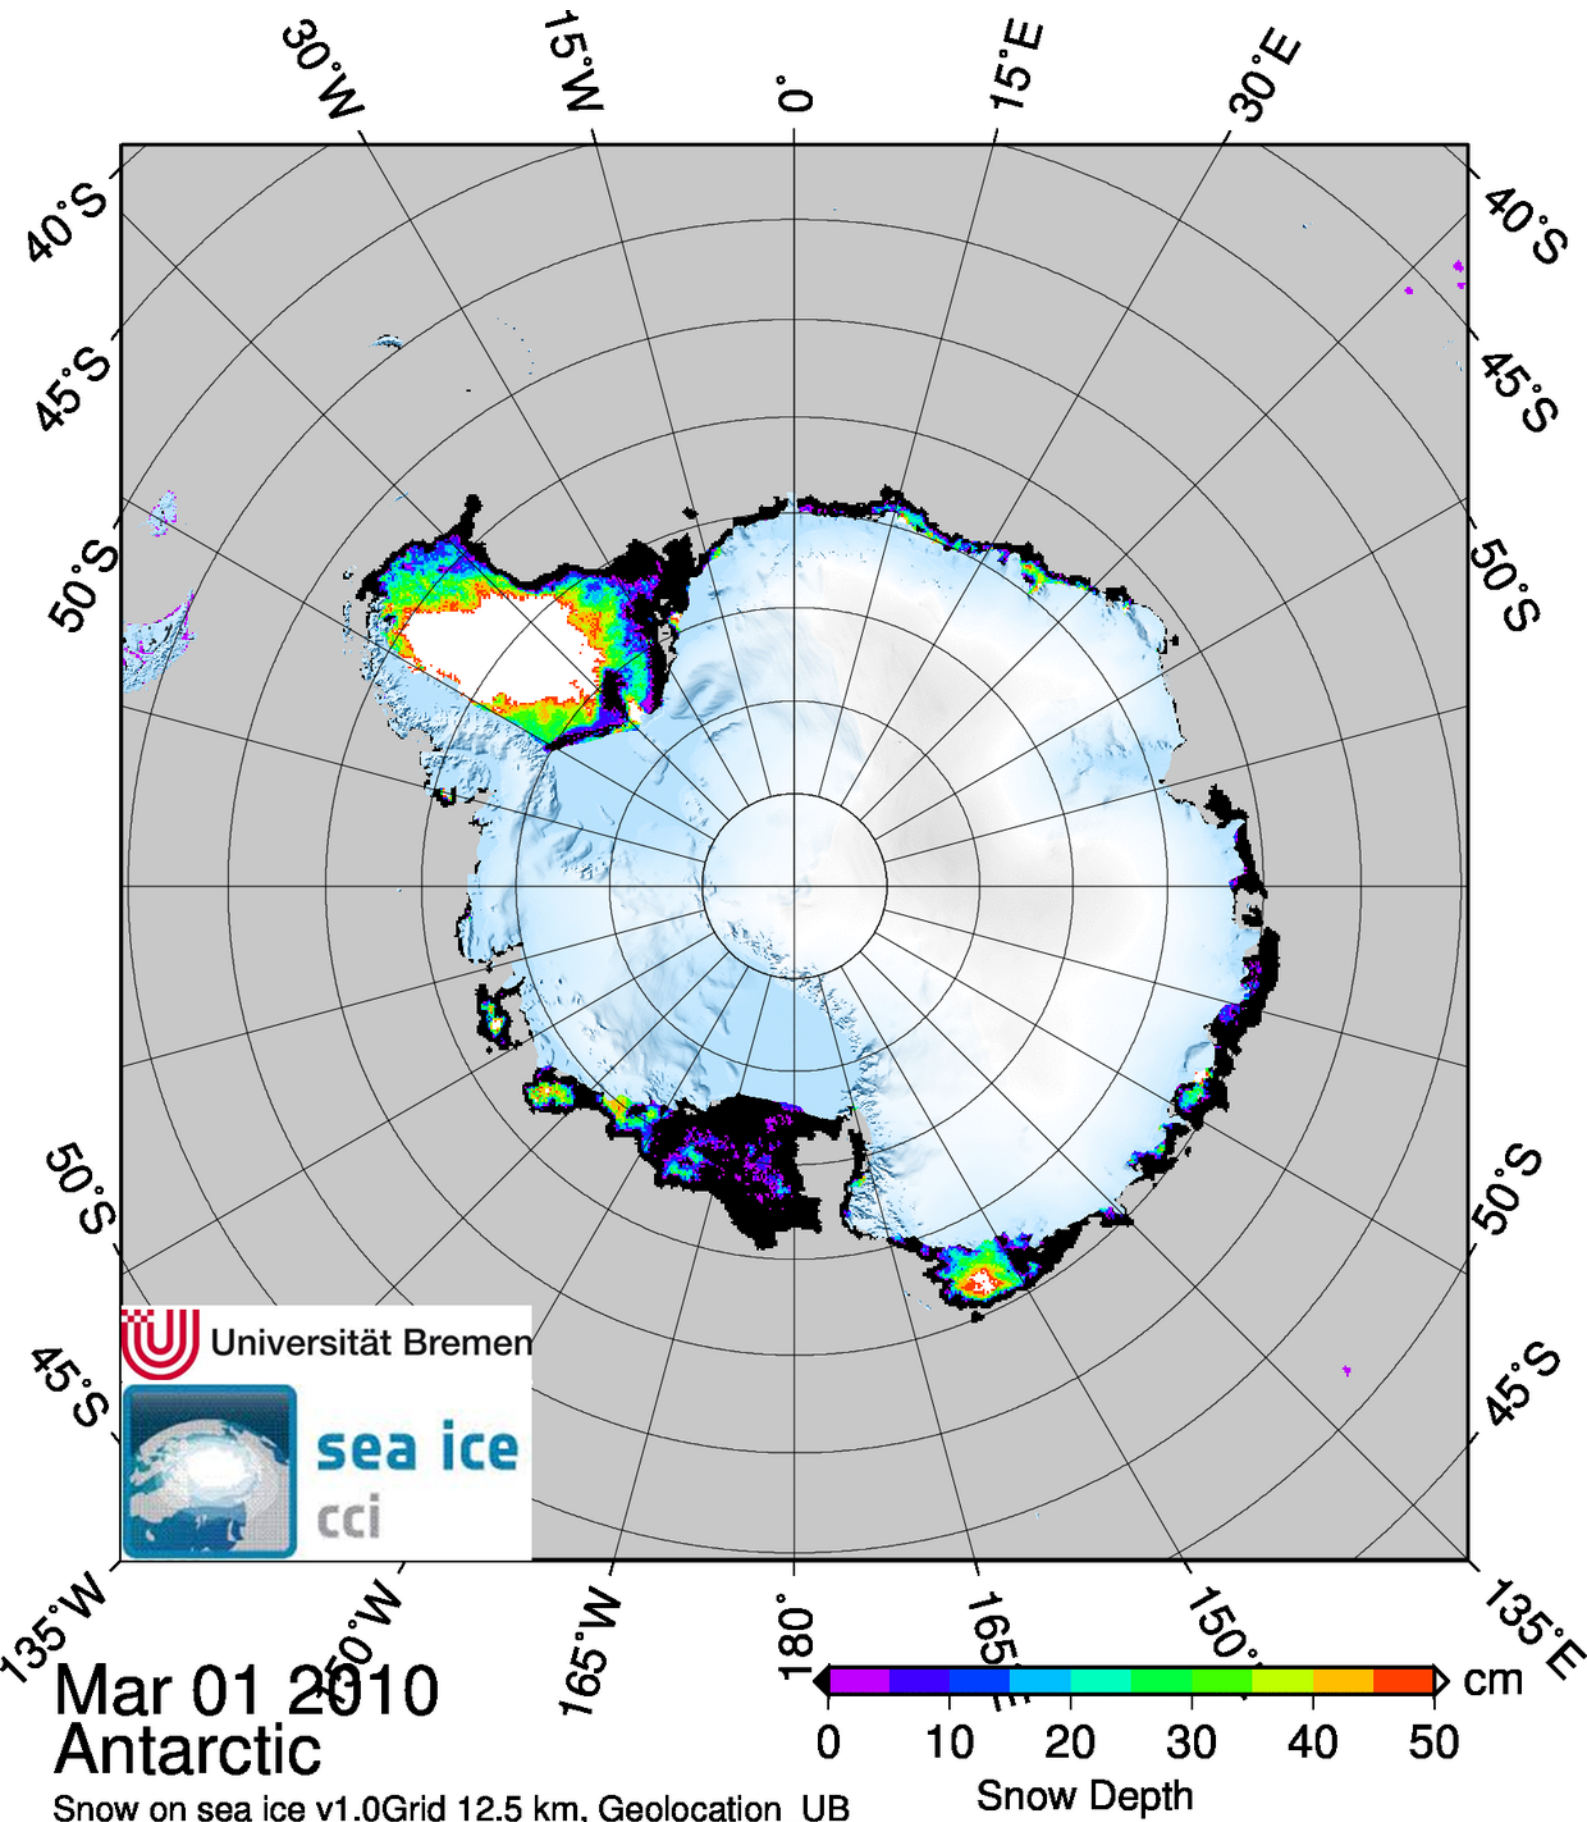 30°W 15°W 0° 15°E 30°E
40°S 40°S
45°S 45°S
50°S 50°S
50°S 50°S
45°S 45°S
Universität Bremen
sea ice
cci
135°W 165°W 180° 165° 150° 135°E
Mar 01 2010
Antarctic
Snow on sea ice v1.0Grid 12.5 km, Geolocation UB
cm
0 10 20 30 40 50
Snow Depth